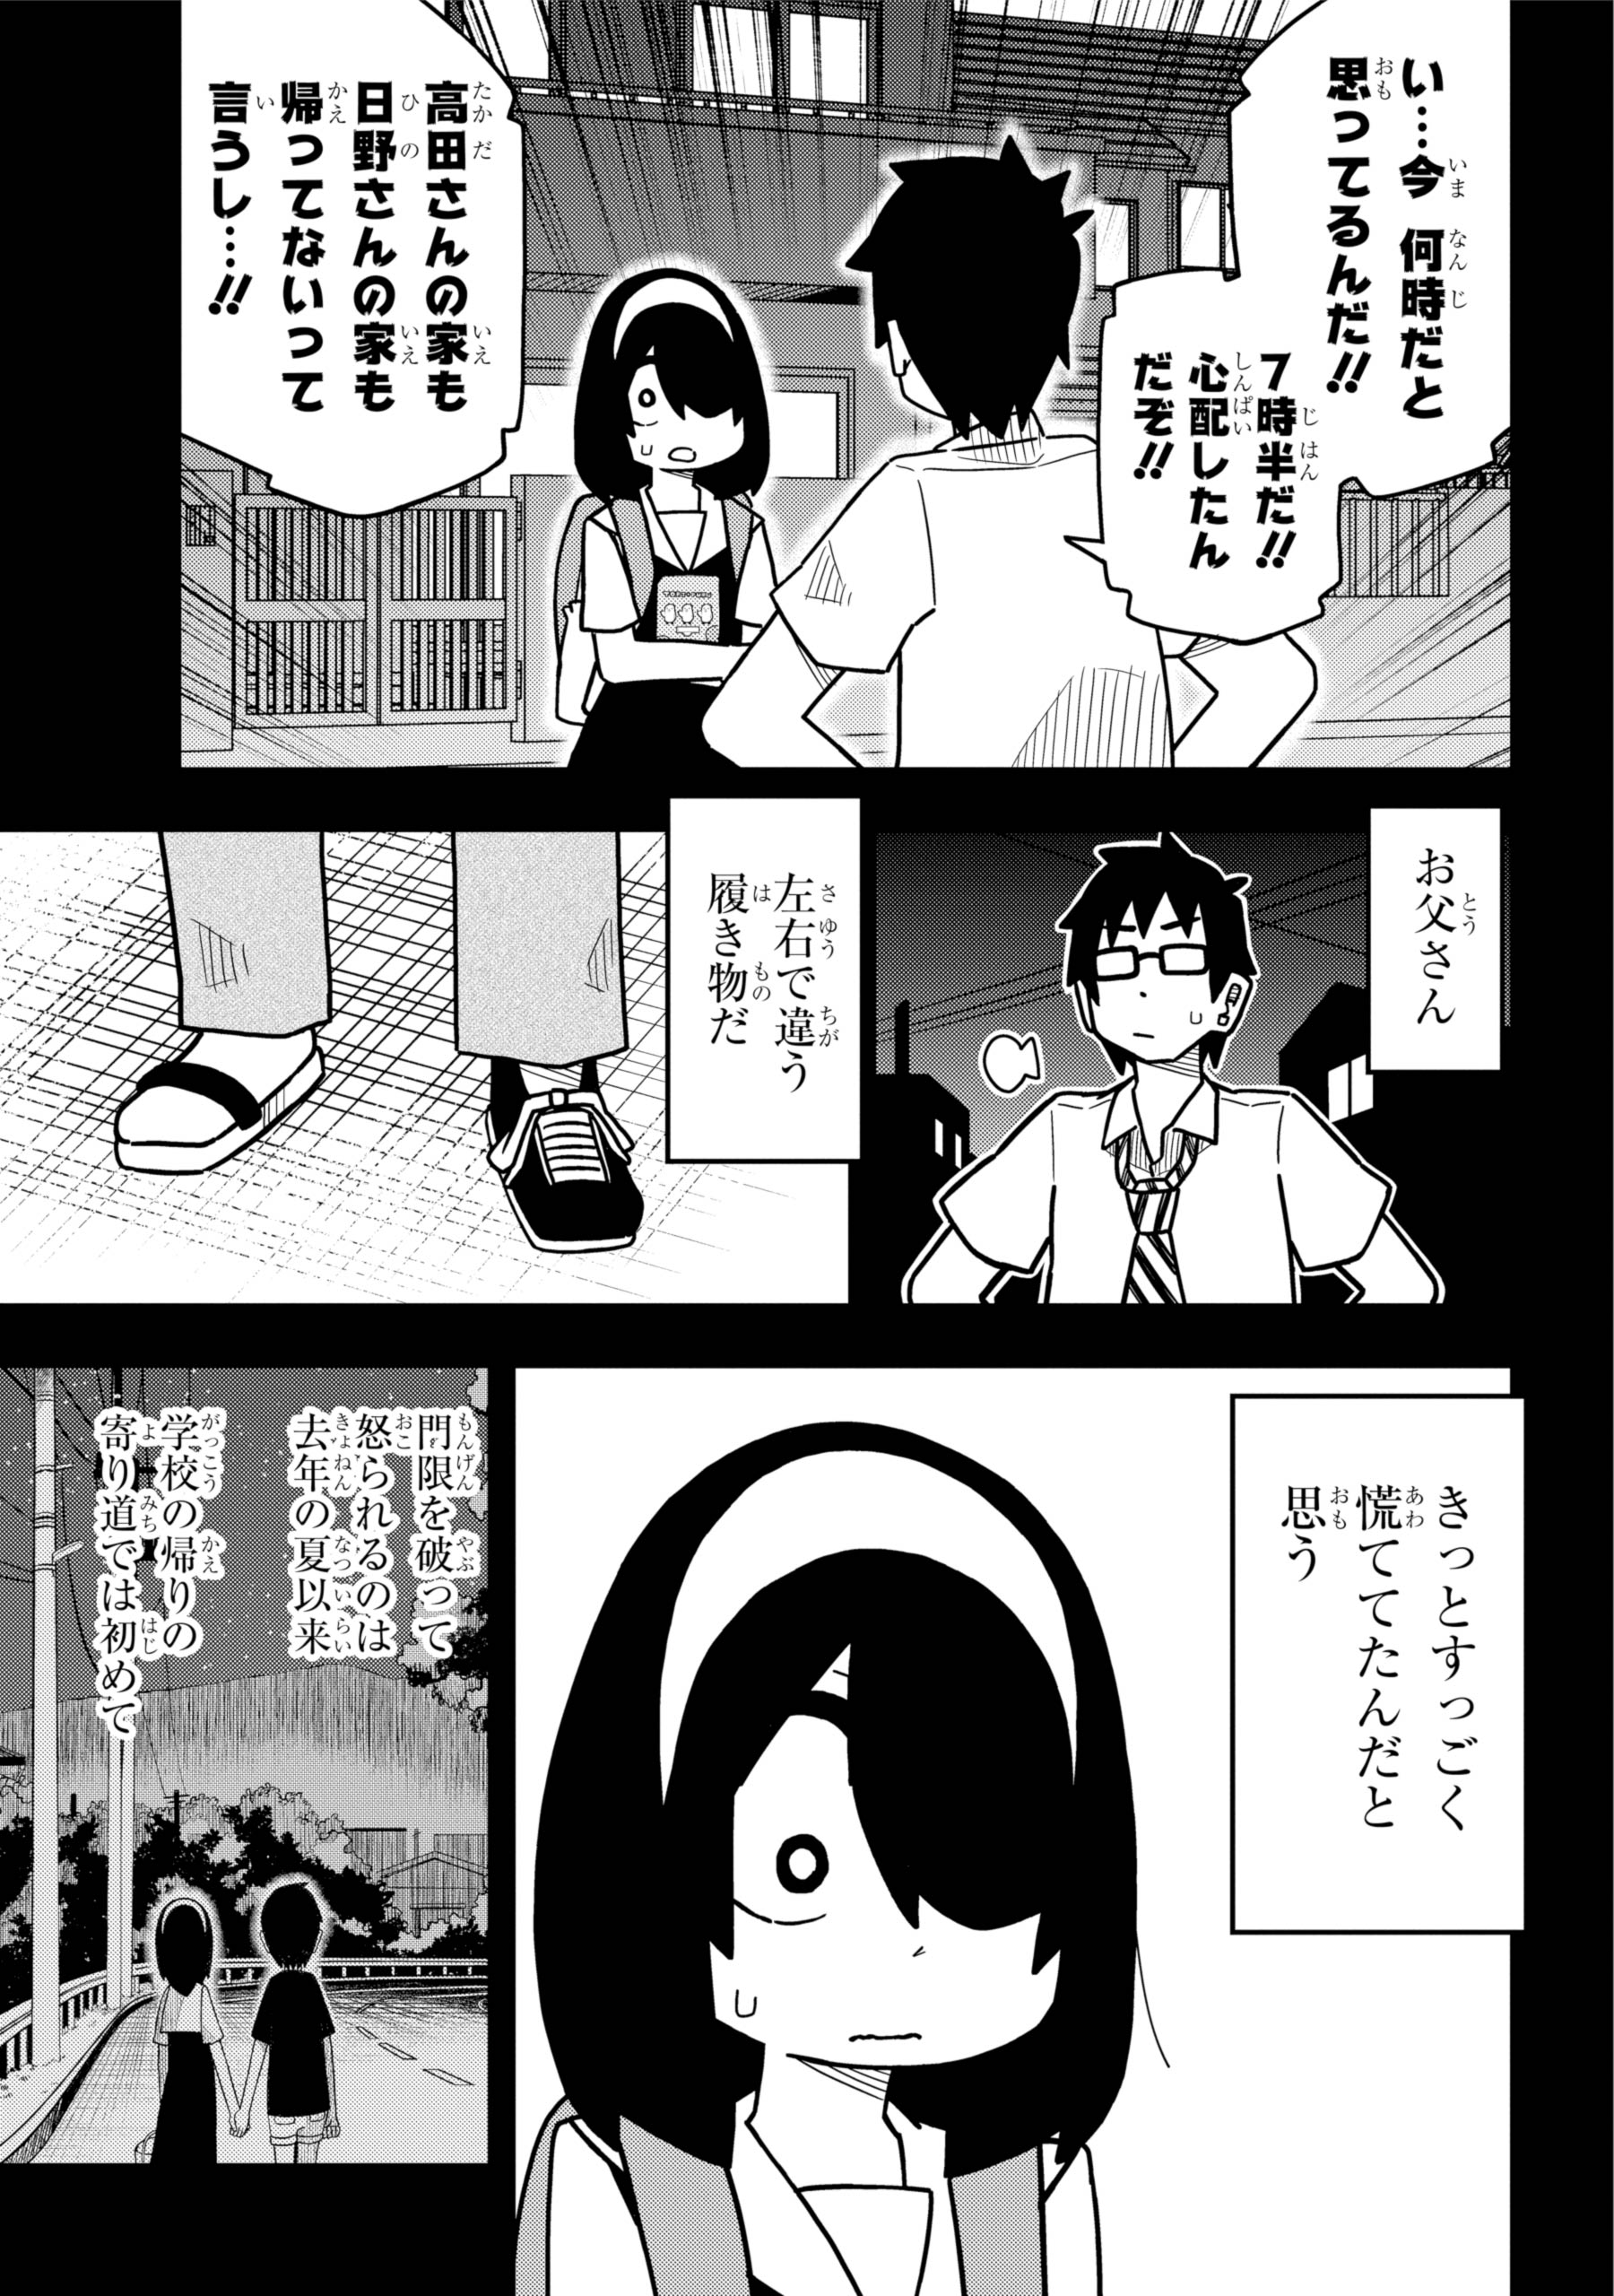 い…今 何時だと
思ってるんだ!!
7時半だ!!
心配したん
だぞ!!
高田さんの家も
日野さんの家も
帰ってないって
言うし…!!
お父さん
左右で違う
履き物だ
きっとすっごく
慌ててたんだと
思う
門限を破って
怒られるのは
去年の夏以来
学校の帰りの
寄り道では初めて